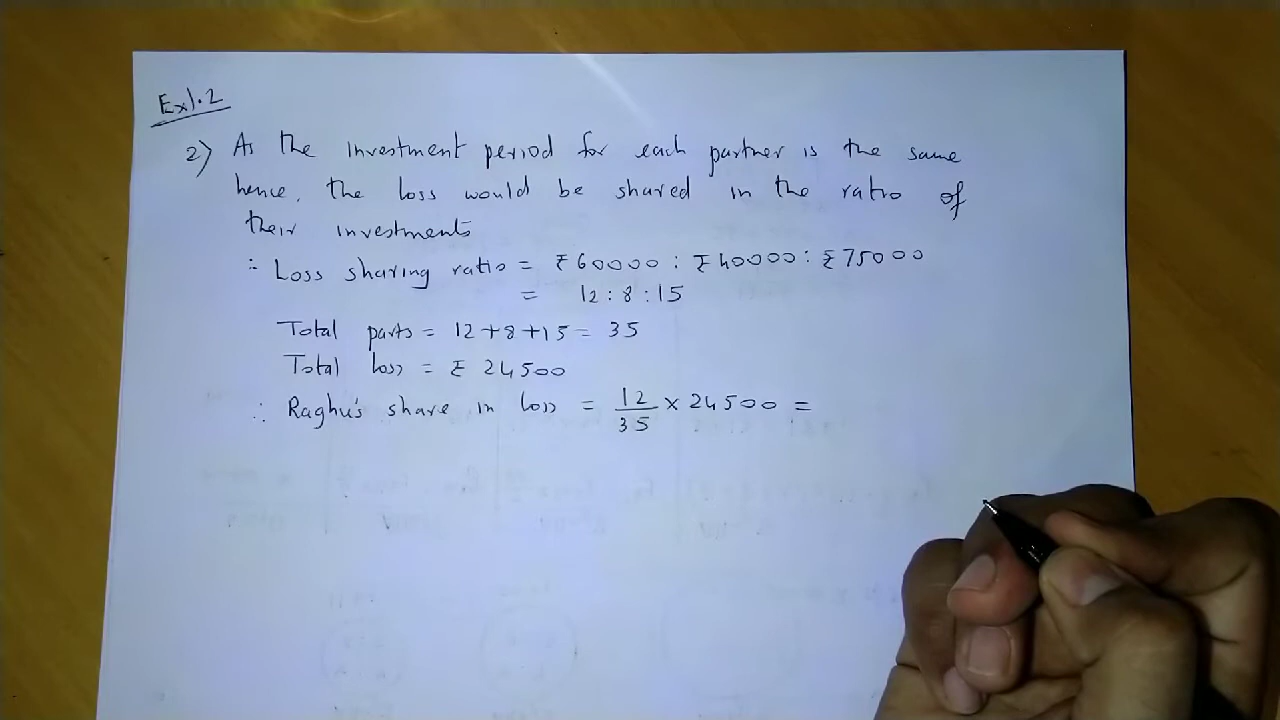 Ex 1.2
2) As the investment period for each partner is the same
hence, the loss would be shared in the ratio of
their investments
∴ Loss sharing ratio = ₹60000 : ₹40000 : ₹75000
= 12 : 8 : 15
Total parts = 12+8+15 = 35
Total loss = ₹ 24500
∴ Raghu's share in loss = 12/35 × 24500 =